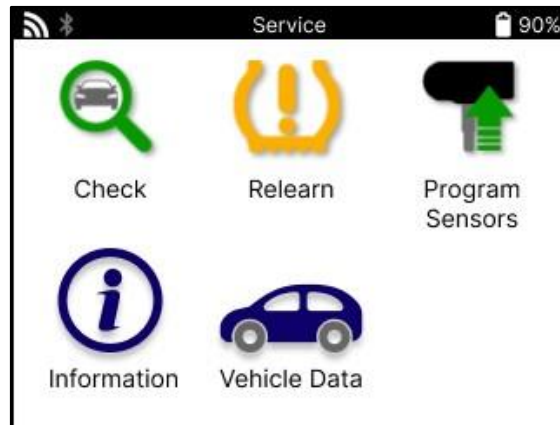 Service
90%
Check
Relearn
Program
Sensors
Information
Vehicle Data